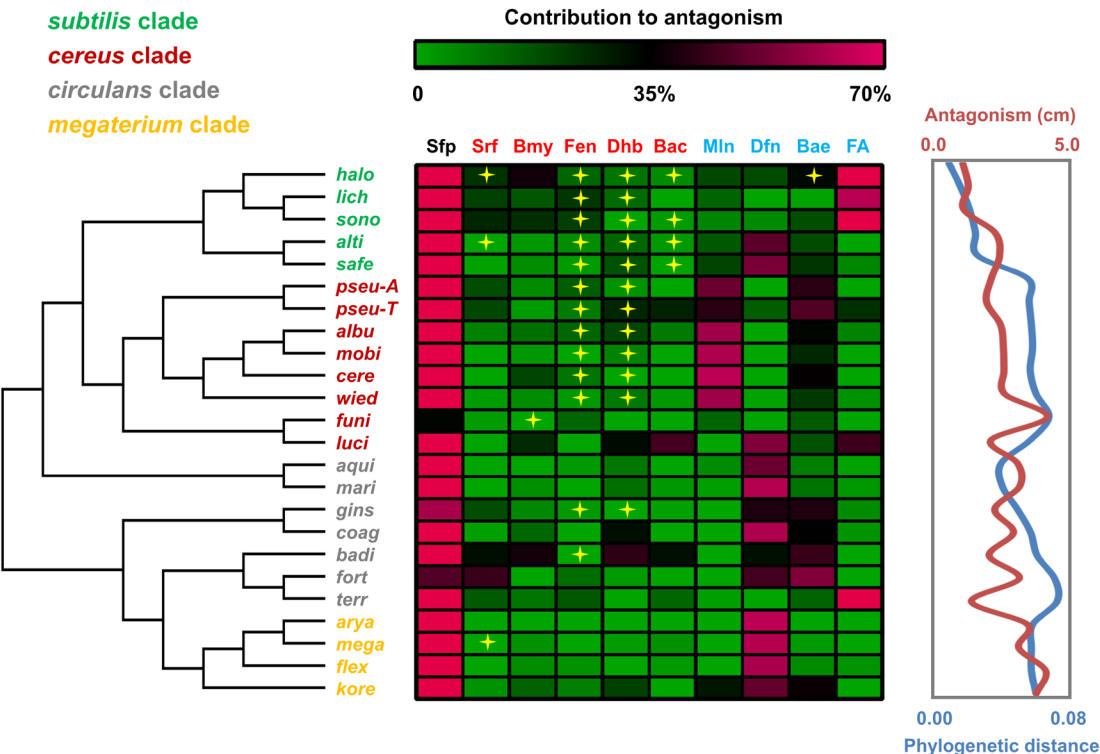 subtilis clade
cereus clade
circulans clade
megaterium clade
Contribution to antagonism
0 35% 70%
Sfp Srf Bmy Fen Dhb Bac Mln Dfn Bae FA
Antagonism (cm)
0.0 5.0
halo
lich
sono
alti
safe
pseu-A
pseu-T
albu
mobi
cere
wied
funi
luci
aqui
mari
gins
coag
badi
fort
terr
arya
mega
flex
kore
0.00 0.08
Phylogenetic distance